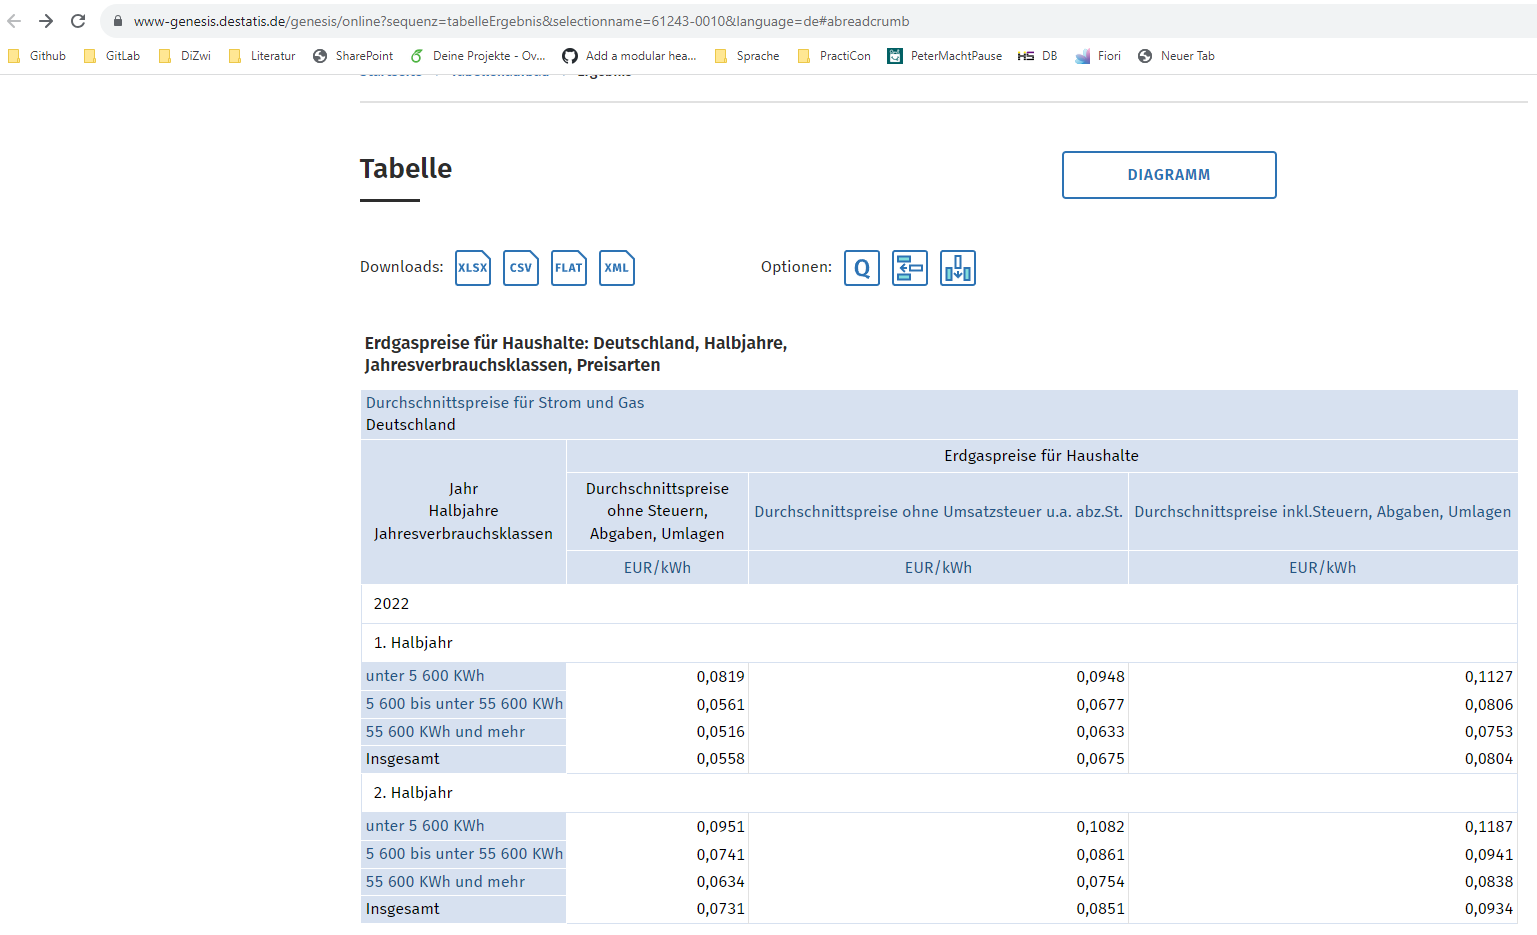 www-genesis.destatis.de/genesis/online?sequenz=tabelleErgebnis&selectionname=61243-0010&language=de#abreadcrumb
Github GitLab DiZwi Literatur SharePoint Deine Projekte - Ov... Add a modular hea... Sprache PractiCon PeterMachtPause HS DB Fiori Neuer Tab
Tabelle
DIAGRAMM
Downloads: XLSX CSV FLAT XML Optionen: Q
Erdgaspreise für Haushalte: Deutschland, Halbjahre,
Jahresverbrauchsklassen, Preisarten
Durchschnittspreise für Strom und Gas
Deutschland
Jahr
Halbjahre
Jahresverbrauchsklassen
Erdgaspreise für Haushalte
Durchschnittspreise
ohne Steuern,
Abgaben, Umlagen
Durchschnittspreise ohne Umsatzsteuer u.a. abz.St.
Durchschnittspreise inkl.Steuern, Abgaben, Umlagen
EUR/kWh EUR/kWh EUR/kWh
2022
1. Halbjahr
unter 5 600 KWh 0,0819 0,0948 0,1127
5 600 bis unter 55 600 KWh 0,0561 0,0677 0,0806
55 600 KWh und mehr 0,0516 0,0633 0,0753
Insgesamt 0,0558 0,0675 0,0804
2. Halbjahr
unter 5 600 KWh 0,0951 0,1082 0,1187
5 600 bis unter 55 600 KWh 0,0741 0,0861 0,0941
55 600 KWh und mehr 0,0634 0,0754 0,0838
Insgesamt 0,0731 0,0851 0,0934